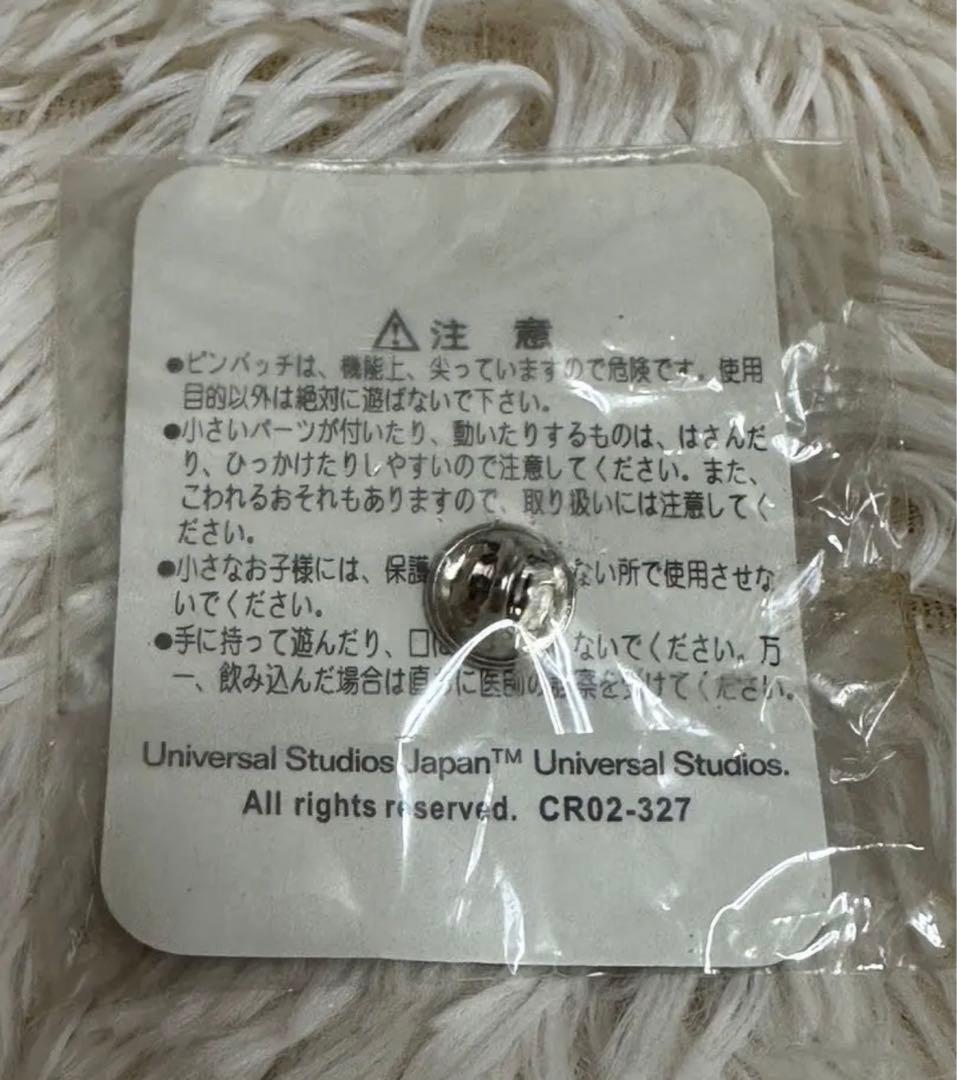 ⚠注 意
●ピンバッチは、機能上、尖っていますので危険です。使用
目的以外は絶対に遊ばないで下さい。
●小さいパーツが付いたり、動いたりするものは、はさんだ
り、ひっかけたりしやすいので注意してください。また、
こわれるおそれもありますので、取り扱いには注意してく
ださい。
●小さなお子様には、保護 ない所で使用させな
いでください。
●手に持って遊んだり、口に ないでください。万
一、飲み込んだ場合は直ちに医師の診察を受けてください。
Universal Studios Japan™ Universal Studios.
All rights reserved. CR02-327